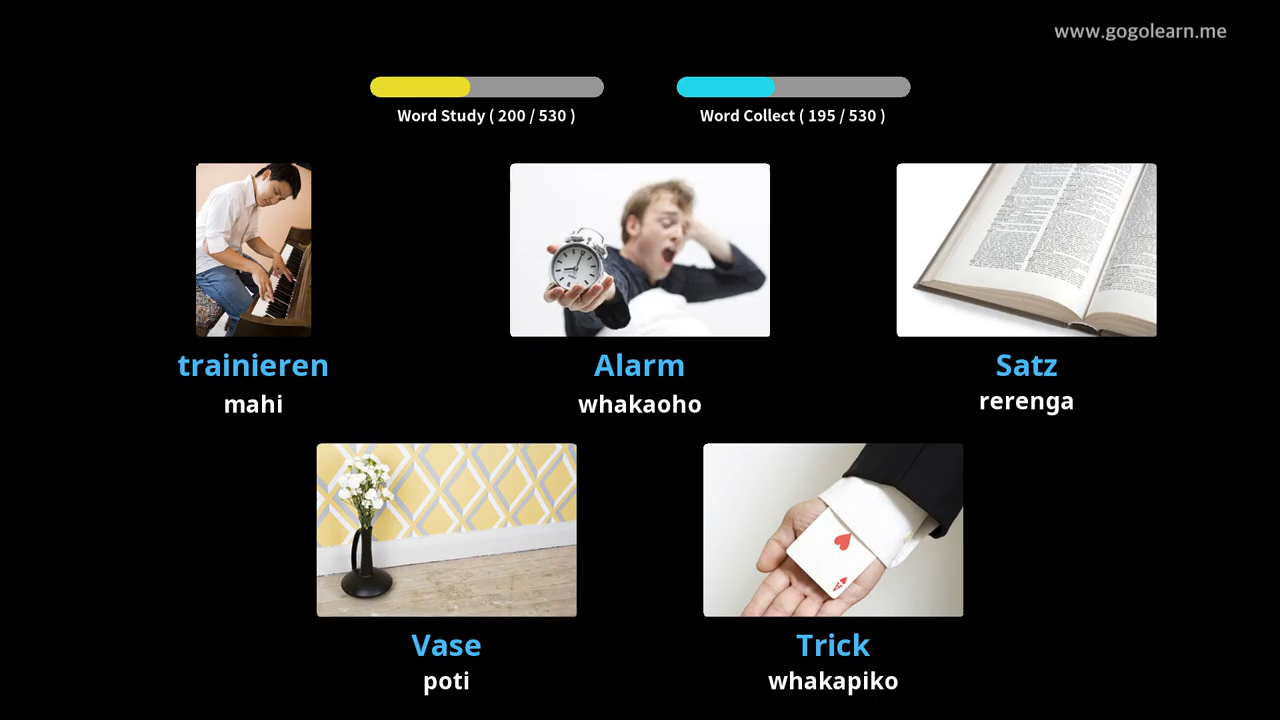 www.gogolearn.me
Word Study ( 200 / 530 )
Word Collect ( 195 / 530 )
trainieren
mahi
Alarm
whakaoho
Satz
rerenga
Vase
poti
Trick
whakapiko